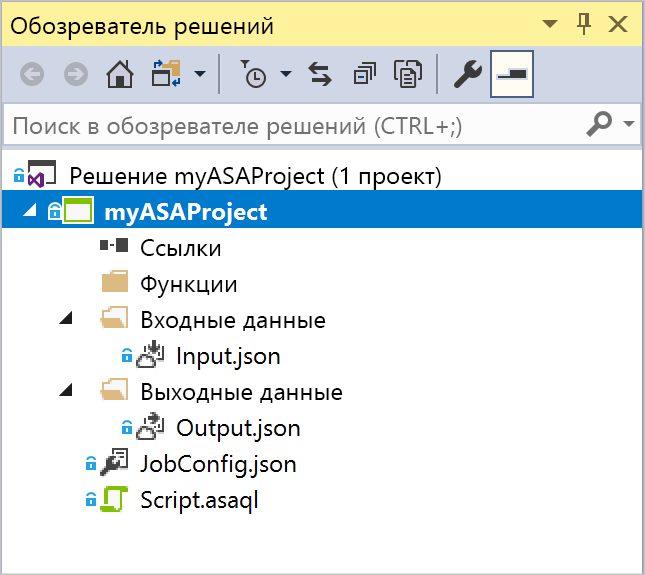 Обозреватель решений
Поиск в обозревателе решений (CTRL+;)
Решение myASAProject (1 проект)
myASAProject
Ссылки
Функции
Входные данные
Input.json
Выходные данные
Output.json
JobConfig.json
Script.asaql